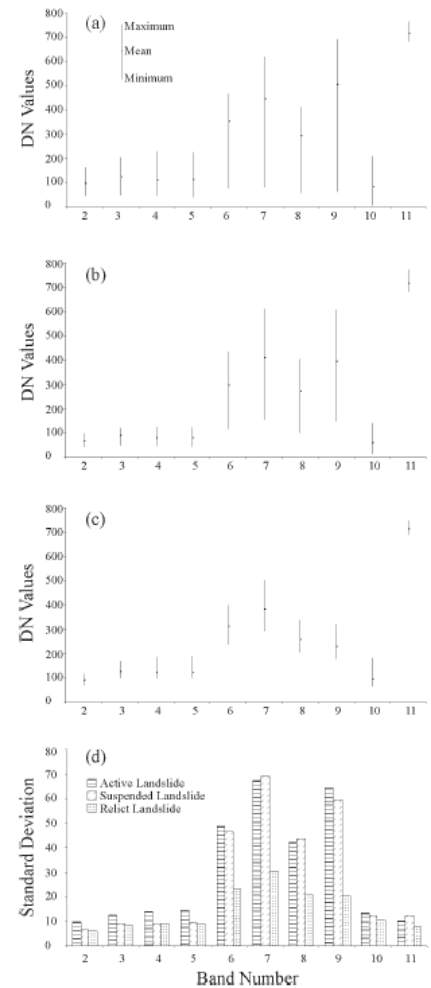 (a)
Maximum
Mean
Minimum
DN Values
800
700
600
500
400
300
200
100
0
2 3 4 5 6 7 8 9 10 11
(b)
DN Values
800
700
600
500
400
300
200
100
0
2 3 4 5 6 7 8 9 10 11
(c)
DN Values
800
700
600
500
400
300
200
100
0
2 3 4 5 6 7 8 9 10 11
(d)
Active Landslide
Suspended Landslide
Relict Landslide
Standard Deviation
80
70
60
50
40
30
20
10
0
2 3 4 5 6 7 8 9 10 11
Band Number